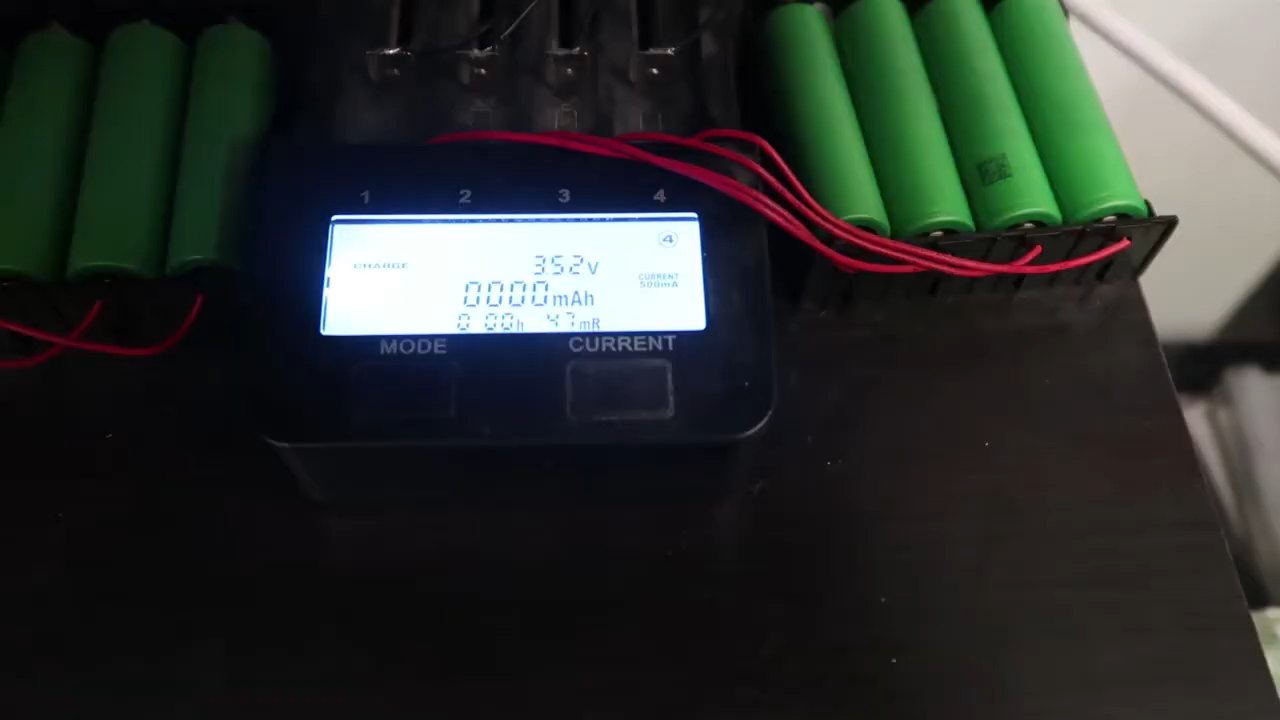 1 2 3 4
④
CHARGE 3.52V
CURRENT
500mA
0000mAh
0 00h 47mR
MODE CURRENT